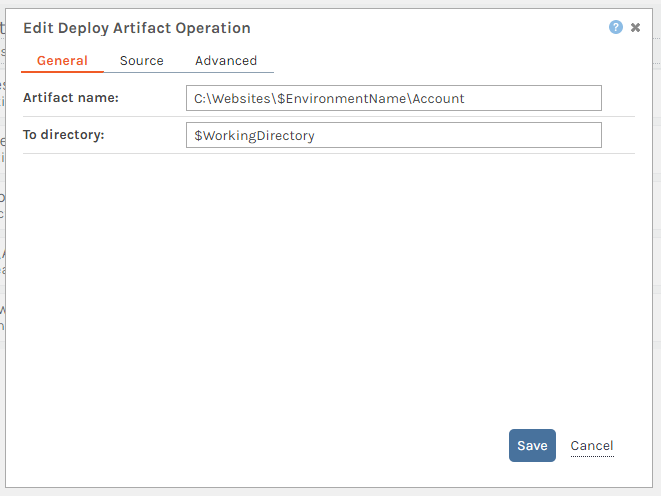 Edit Deploy Artifact Operation
?
General Source Advanced
Artifact name: C:\Websites\$EnvironmentName\Account
To directory: $WorkingDirectory
Save Cancel